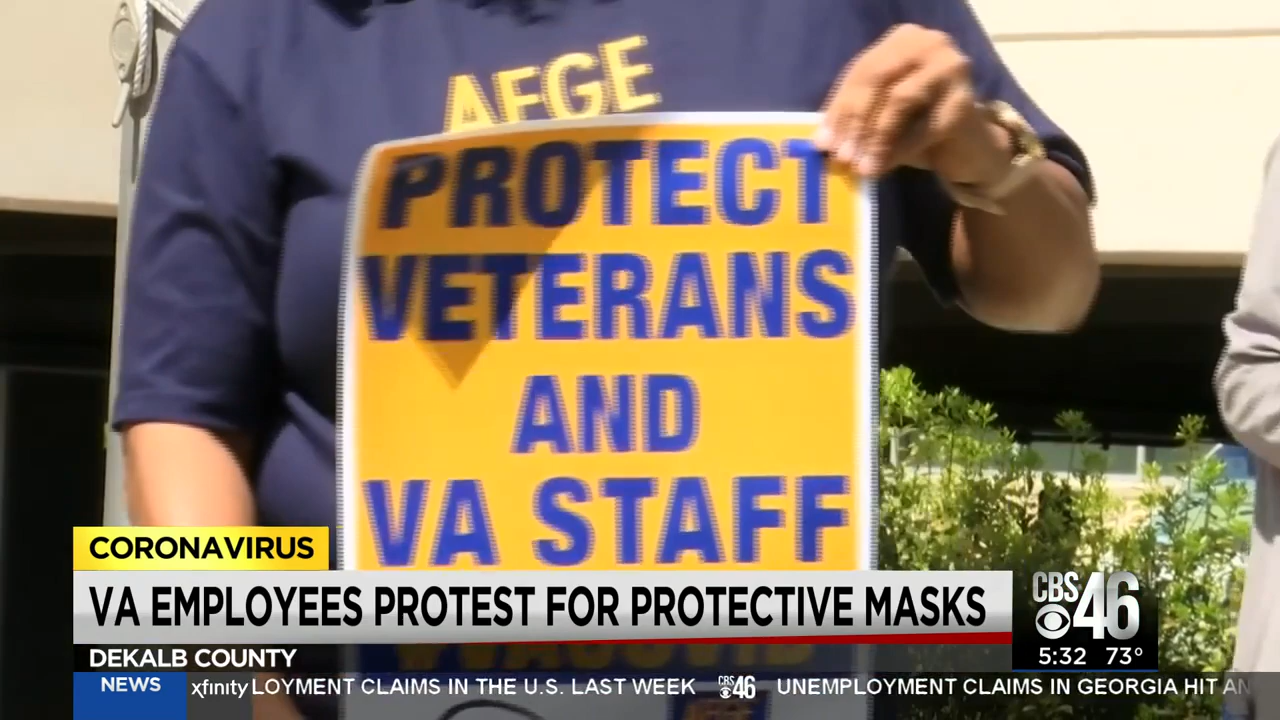 AFGE
PROTECT
VETERANS
AND
VA STAFF
CORONAVIRUS
VA EMPLOYEES PROTEST FOR PROTECTIVE MASKS
CBS 46
DEKALB COUNTY
5:32 73°
NEWS xfinity LOYMENT CLAIMS IN THE U.S. LAST WEEK CBS 46 UNEMPLOYMENT CLAIMS IN GEORGIA HIT AN